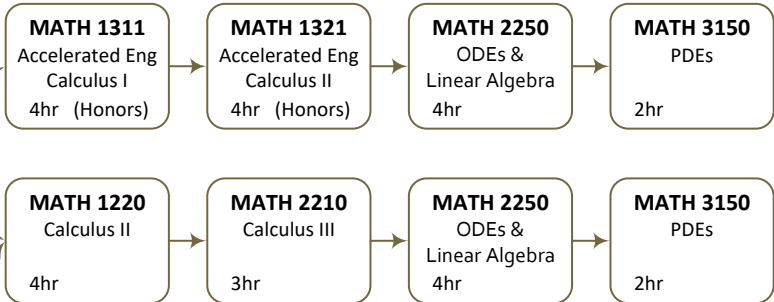 MATH 1311
Accelerated Eng
Calculus I
4hr (Honors)
MATH 1321
Accelerated Eng
Calculus II
4hr (Honors)
MATH 2250
ODEs &
Linear Algebra
4hr
MATH 3150
PDEs
2hr
MATH 1220
Calculus II
4hr
MATH 2210
Calculus III
3hr
MATH 2250
ODEs &
Linear Algebra
4hr
MATH 3150
PDEs
2hr